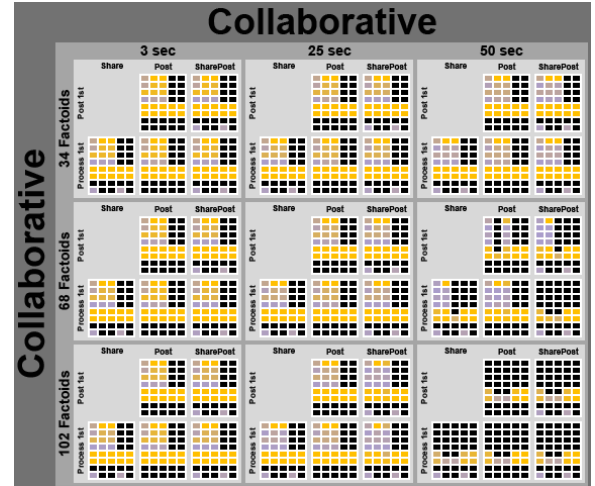 Collaborative
3 sec 25 sec 50 sec
Collaborative
34 Factoids
Share Post SharePost Share Post SharePost Share Post SharePost
Post 1st Post 1st Post 1st
Process 1st Process 1st Process 1st
68 Factoids
Share Post SharePost Share Post SharePost Share Post SharePost
Post 1st Post 1st Post 1st
Process 1st Process 1st Process 1st
102 Factoids
Share Post SharePost Share Post SharePost Share Post SharePost
Post 1st Post 1st Post 1st
Process 1st Process 1st Process 1st